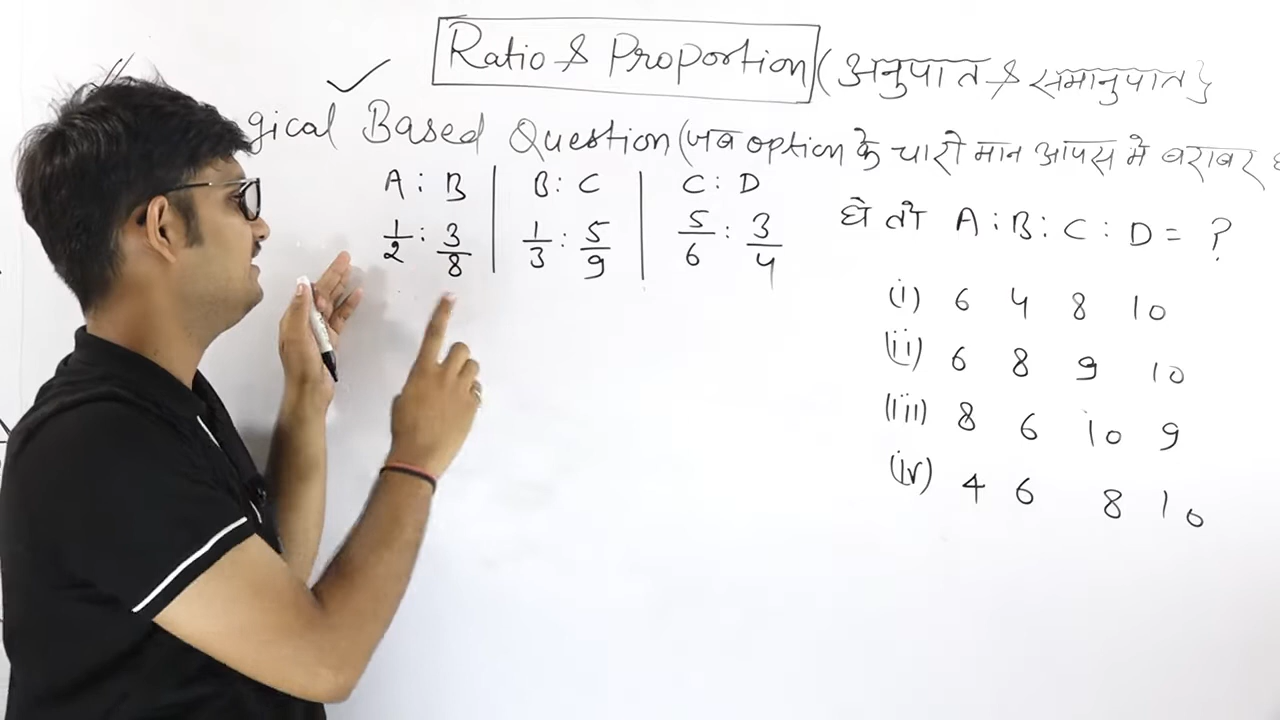 Ratio & Proportion (अनुपात & समानुपात)
gical Based Question (जब option के चारो मान आपस मे बराबर
A : B | B : C | C : D
1/2 : 3/8 | 1/3 : 5/9 | 5/6 : 3/4
A : B : C : D = ?
(i) 6 4 8 10
(ii) 6 8 9 10
(iii) 8 6 10 9
(iv) 4 6 8 10